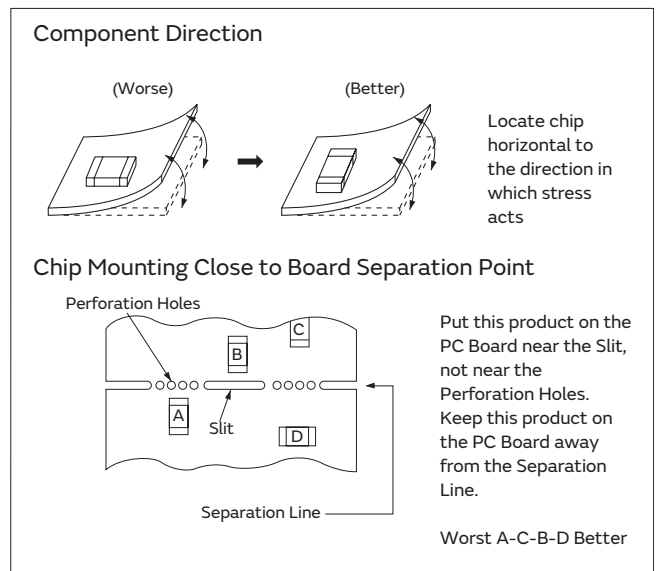 Component Direction
(Worse)
(Better)
Locate chip
horizontal to
the direction in
which stress
acts
Chip Mounting Close to Board Separation Point
Perforation Holes
C
B
A
Slit
D
Separation Line
Put this product on the
PC Board near the Slit,
not near the
Perforation Holes.
Keep this product on
the PC Board away
from the Separation
Line.
Worst A-C-B-D Better